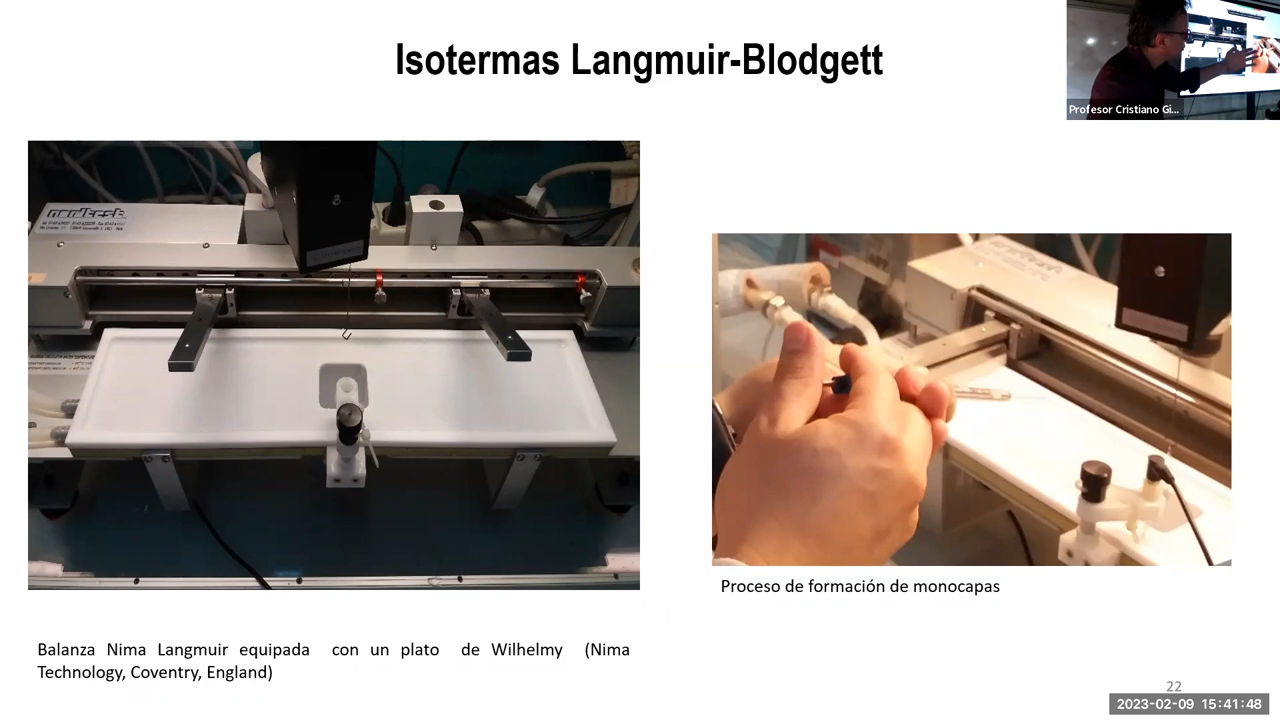 Isotermas Langmuir-Blodgett
Profesor Cristiano Gi...
nordtest
Proceso de formación de monocapas
Balanza Nima Langmuir equipada con un plato de Wilhelmy (Nima
Technology, Coventry, England)
22
2023-02-09 15:41:48